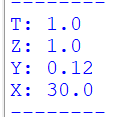 --------
T: 1.0
Z: 1.0
Y: 0.12
X: 30.0
--------